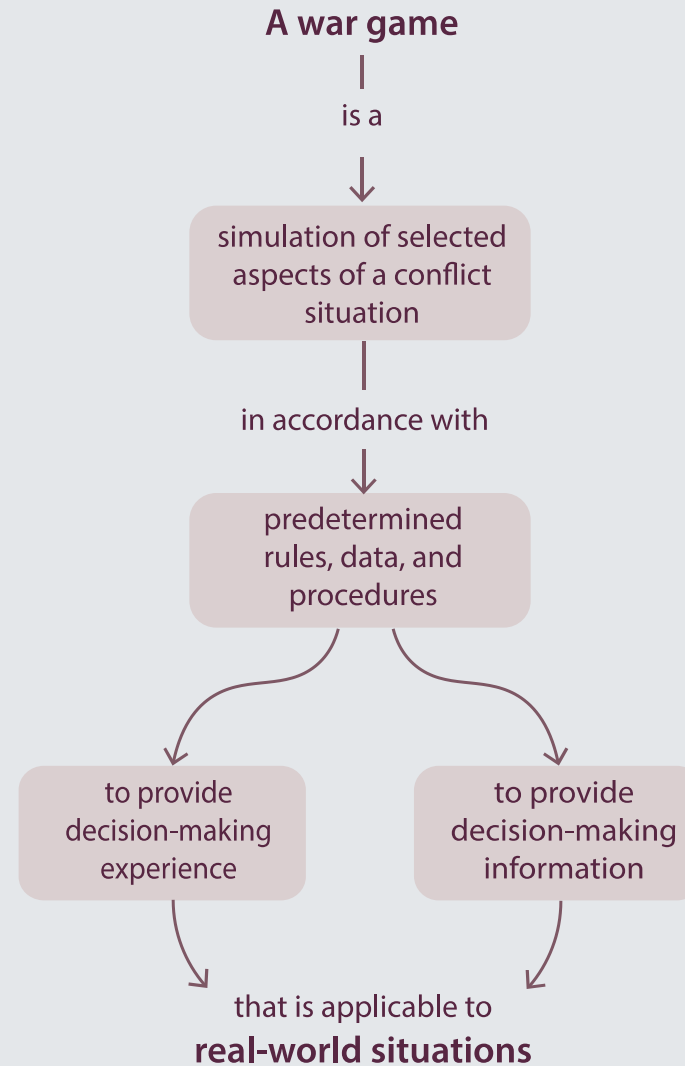 A war game
is a
simulation of selected
aspects of a conflict
situation
in accordance with
predetermined
rules, data, and
procedures
to provide
decision-making
experience
to provide
decision-making
information
that is applicable to
real-world situations